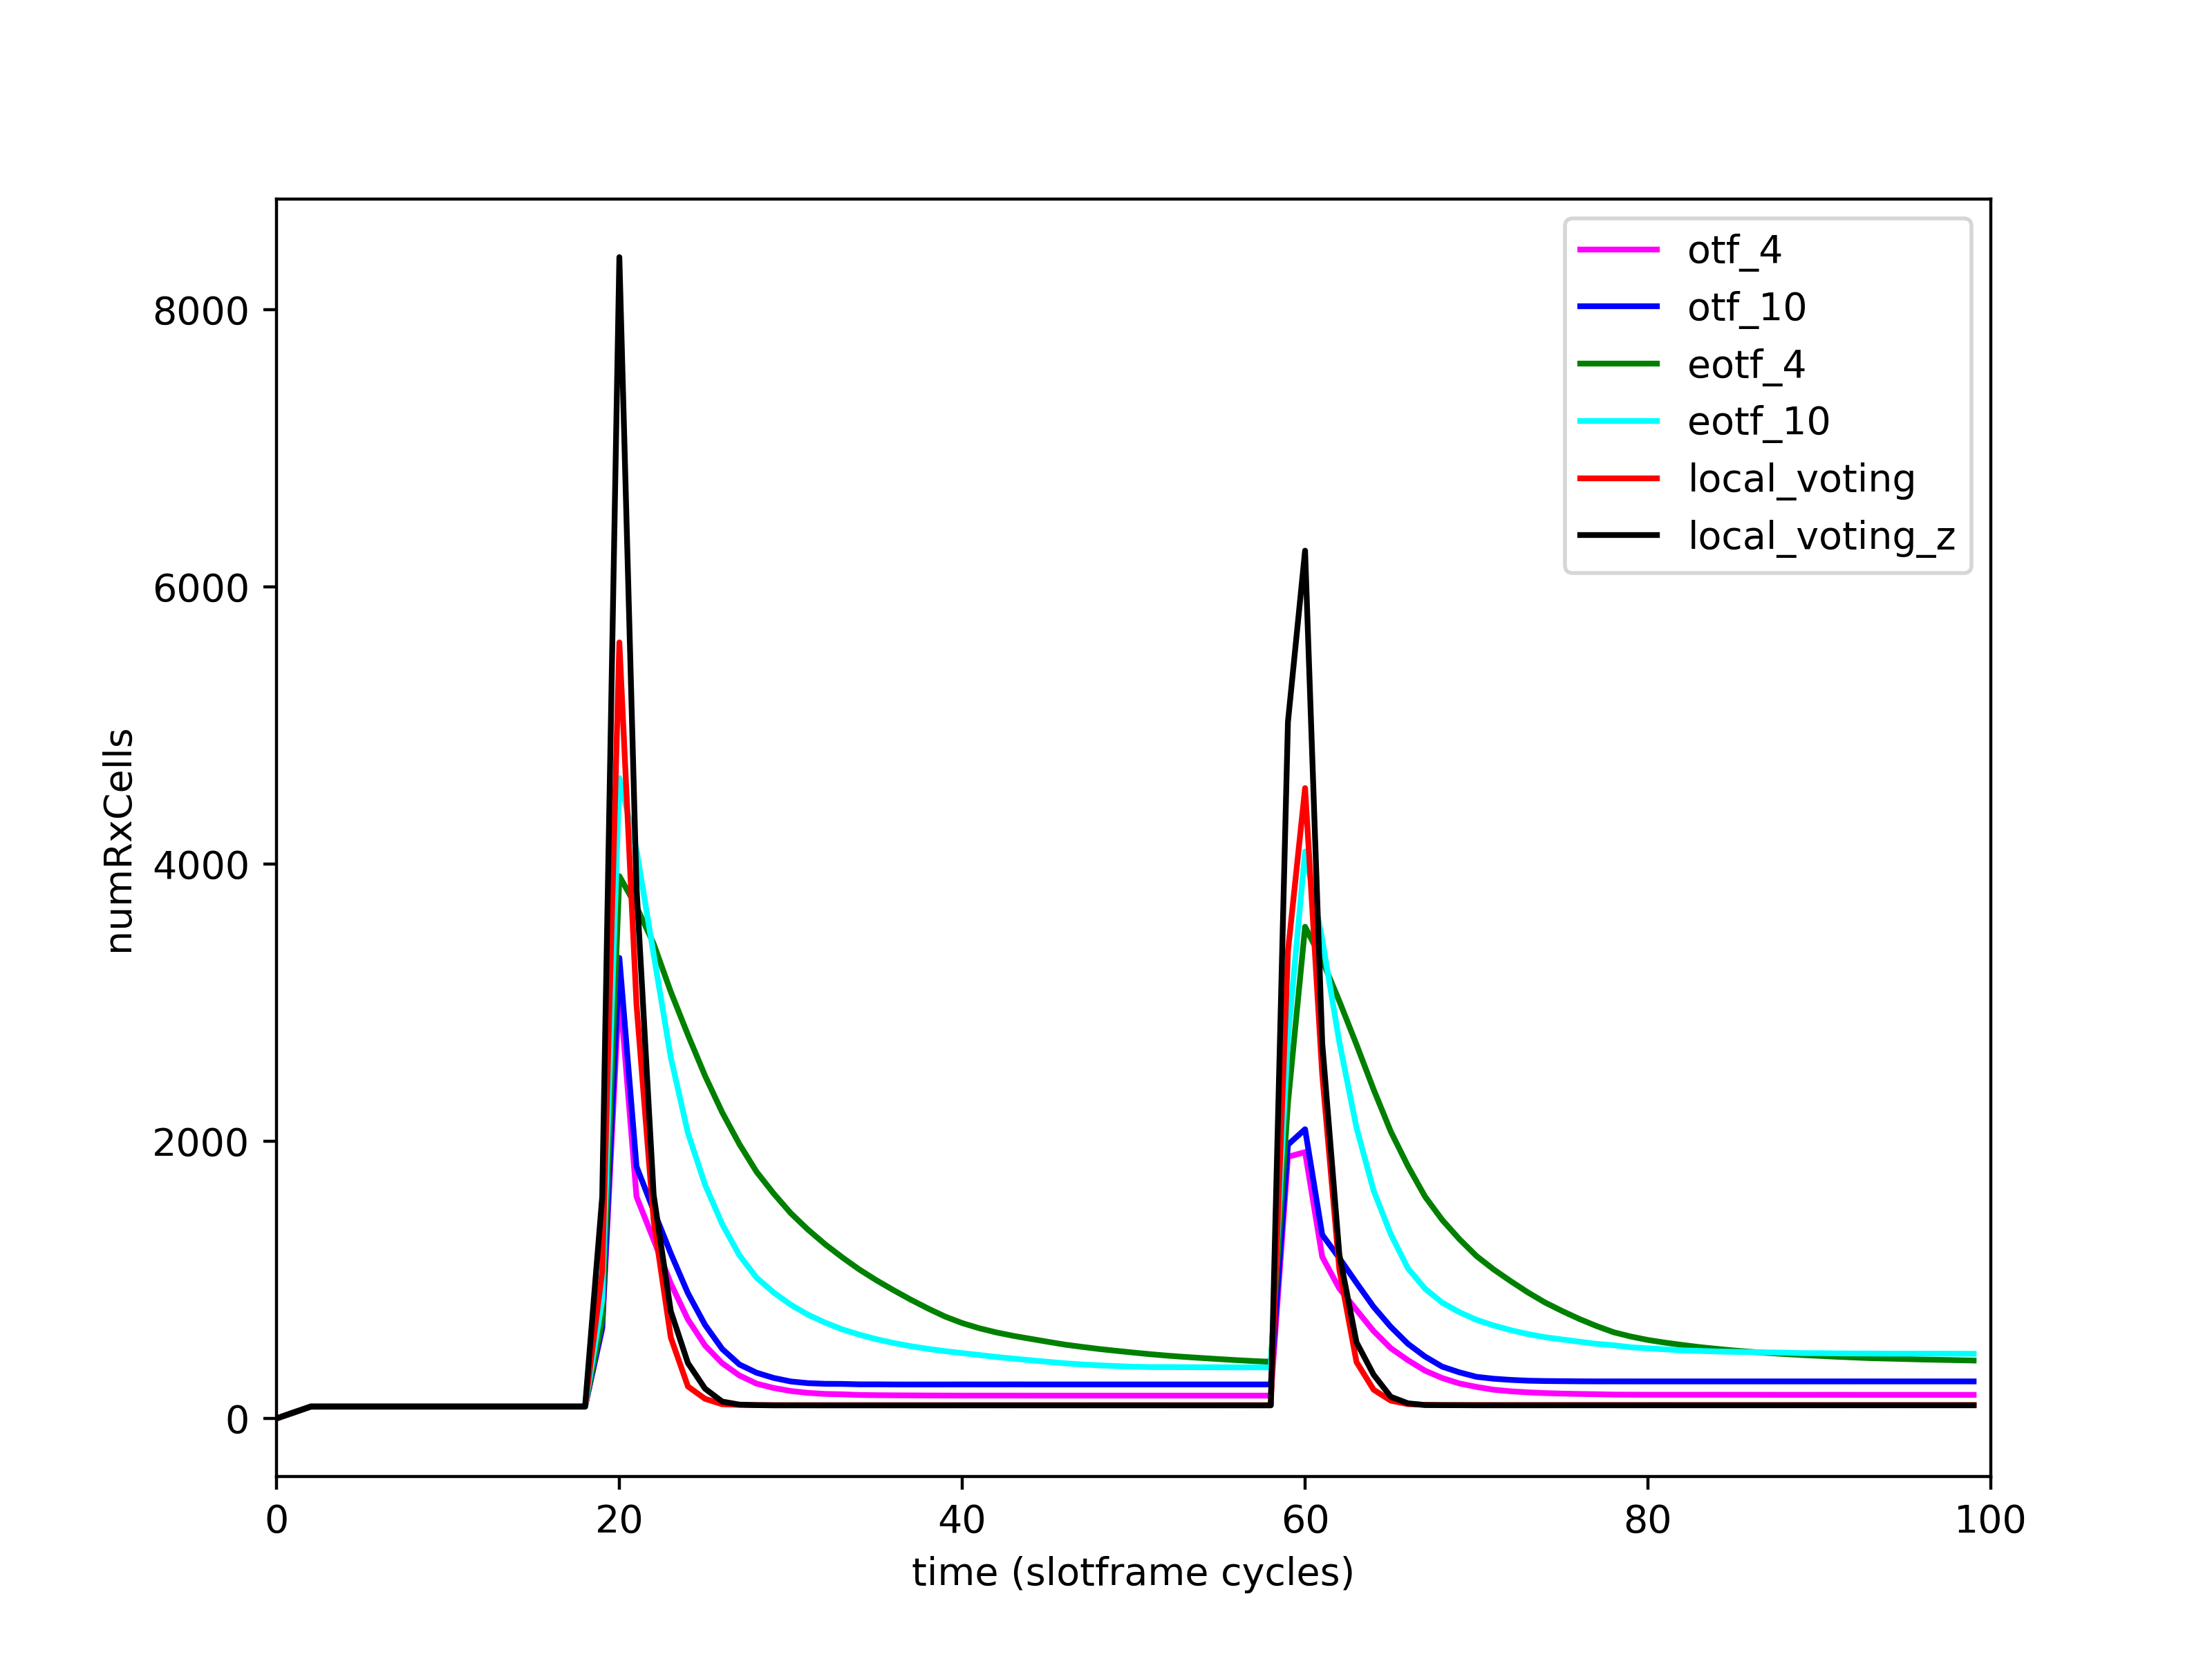 otf_4
otf_10
eotf_4
eotf_10
local_voting
local_voting_z
8000
6000
4000
2000
0
numRxCells
0 20 40 60 80 100
time (slotframe cycles)